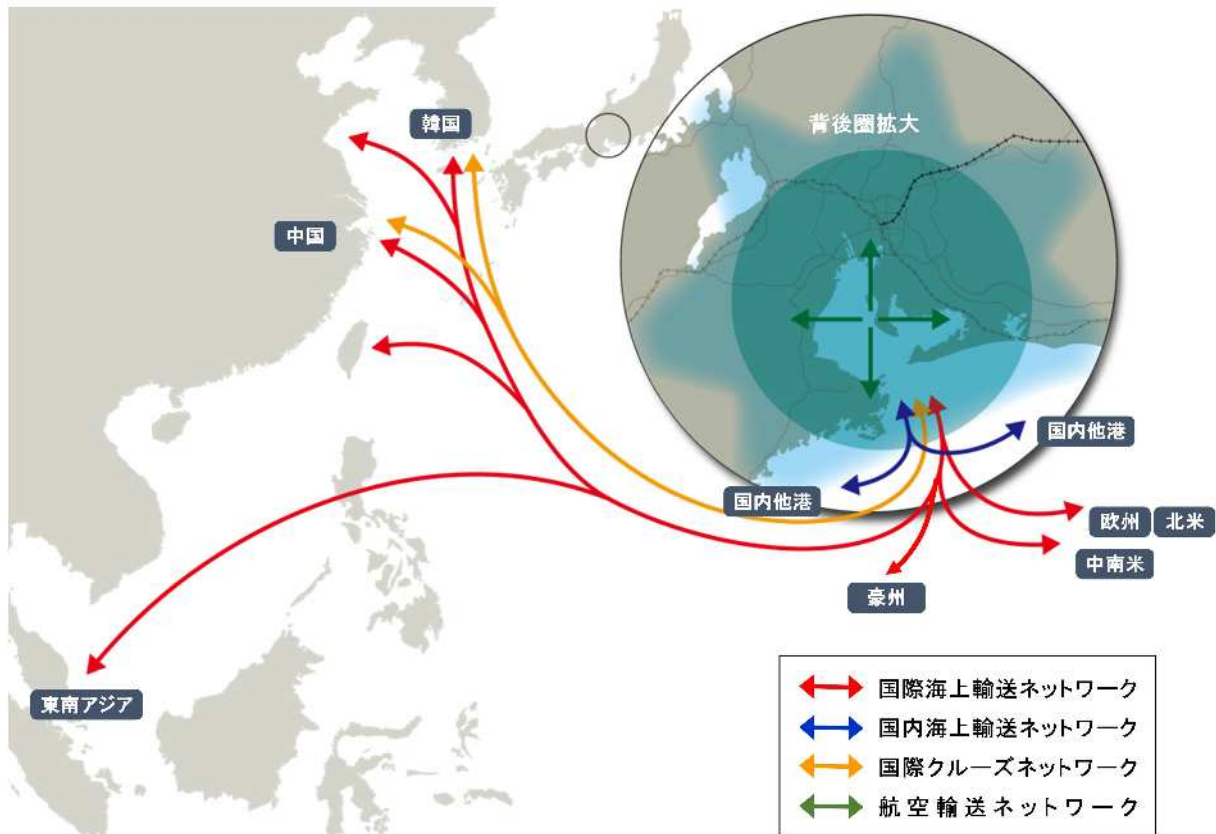 韓国
背後圏拡大
中国
国内他港
国内他港
欧州 北米
中南米
豪州
東南アジア
国際海上輸送ネットワーク
国内海上輸送ネットワーク
国際クルーズネットワーク
航空輸送ネットワーク